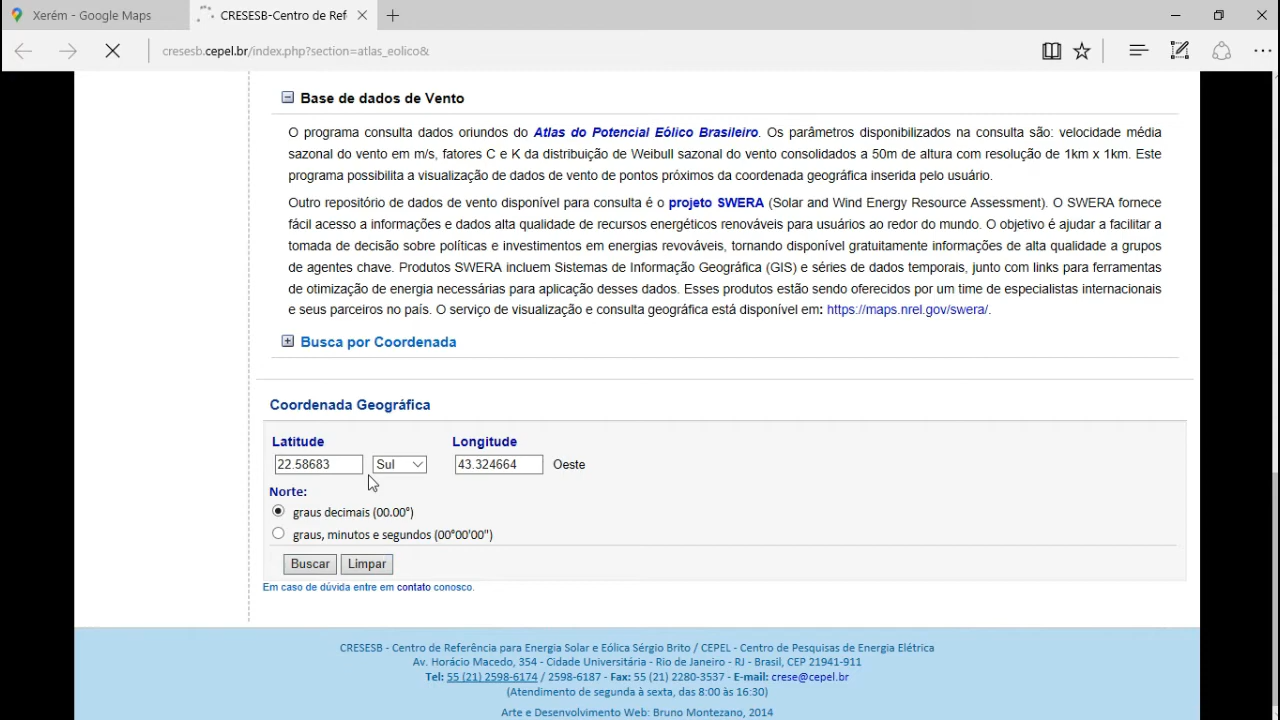 Xerém - Google Maps
CRESESB-Centro de Ref
cresesb.cepel.br/index.php?section=atlas_eolico&
Base de dados de Vento
O programa consulta dados oriundos do Atlas do Potencial Eólico Brasileiro. Os parâmetros disponibilizados na consulta são: velocidade média
sazonal do vento em m/s, fatores C e K da distribuição de Weibull sazonal do vento consolidados a 50m de altura com resolução de 1km x 1km. Este
programa possibilita a visualização de dados de vento de pontos próximos da coordenada geográfica inserida pelo usuário.
Outro repositório de dados de vento disponível para consulta é o projeto SWERA (Solar and Wind Energy Resource Assessment). O SWERA fornece
fácil acesso a informações e dados alta qualidade de recursos energéticos renováveis para usuários ao redor do mundo. O objetivo é ajudar a facilitar a
tomada de decisão sobre políticas e investimentos em energias revováveis, tornando disponível gratuitamente informações de alta qualidade a grupos
de agentes chave. Produtos SWERA incluem Sistemas de Informação Geográfica (GIS) e séries de dados temporais, junto com links para ferramentas
de otimização de energia necessárias para aplicação desses dados. Esses produtos estão sendo oferecidos por um time de especialistas internacionais
e seus parceiros no país. O serviço de visualização e consulta geográfica está disponível em: https://maps.nrel.gov/swera/.
Busca por Coordenada
Coordenada Geográfica
Latitude Longitude
22.58683 Sul 43.324664 Oeste
Norte:
graus decimais (00.00°)
graus, minutos e segundos (00°00'00")
Buscar Limpar
Em caso de dúvida entre em contato conosco.
CRESESB - Centro de Referência para Energia Solar e Eólica Sérgio Brito / CEPEL - Centro de Pesquisas de Energia Elétrica
Av. Horácio Macedo, 354 - Cidade Universitária - Rio de Janeiro - RJ - Brasil, CEP 21941-911
Tel: 55 (21) 2598-6174 / 2598-6187 - Fax: 55 (21) 2280-3537 - E-mail: crese@cepel.br
(Atendimento de segunda à sexta, das 8:00 às 16:30)
Arte e Desenvolvimento Web: Bruno Montezano, 2014